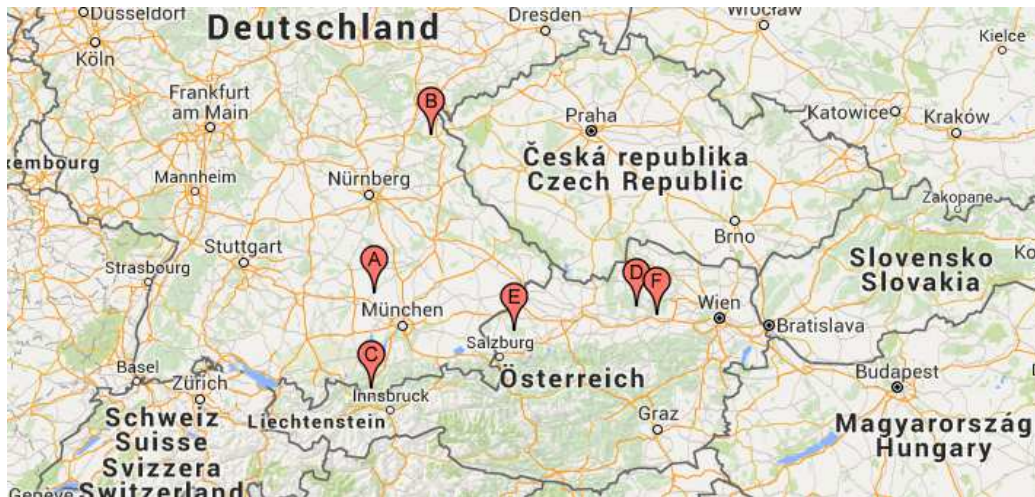 Düsseldorf
Deutschland
Dresden
Wrocław
Köln
Kielce
Frankfurt
am Main
B
Praha
Katowice
Kraków
xembourg
Mannheim
Nürnberg
Česká republika
Czech Republic
Zakopane
Stuttgart
Brno
Strasbourg
A
Slovensko
Slovakia
Ko
D
F
E
München
Wien
Bratislava
Salzburg
C
Basel
Zürich
Innsbruck
Österreich
Budapest
Liechtenstein
Schweiz
Suisse
Svizzera
Switzerland
Graz
Magyarország
Hungary
Genève